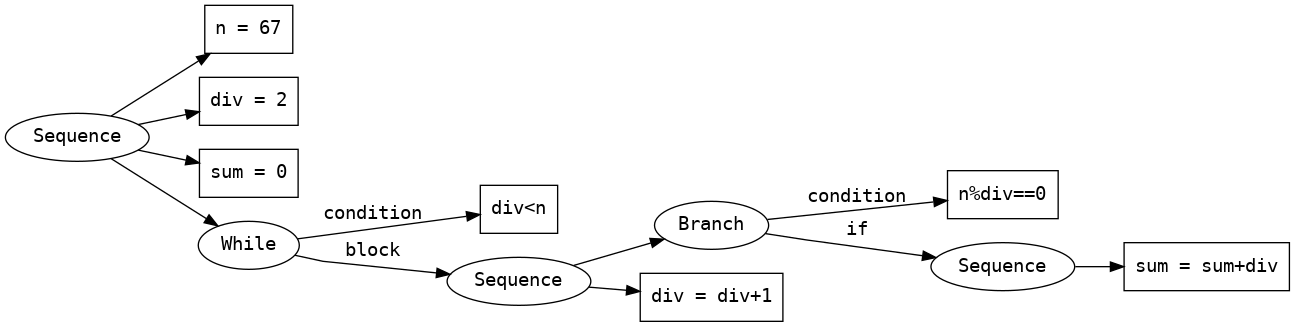 Sequence
n = 67
div = 2
sum = 0
While
condition
div<n
block
Sequence
Branch
condition
n%div==0
if
Sequence
sum = sum+div
div = div+1